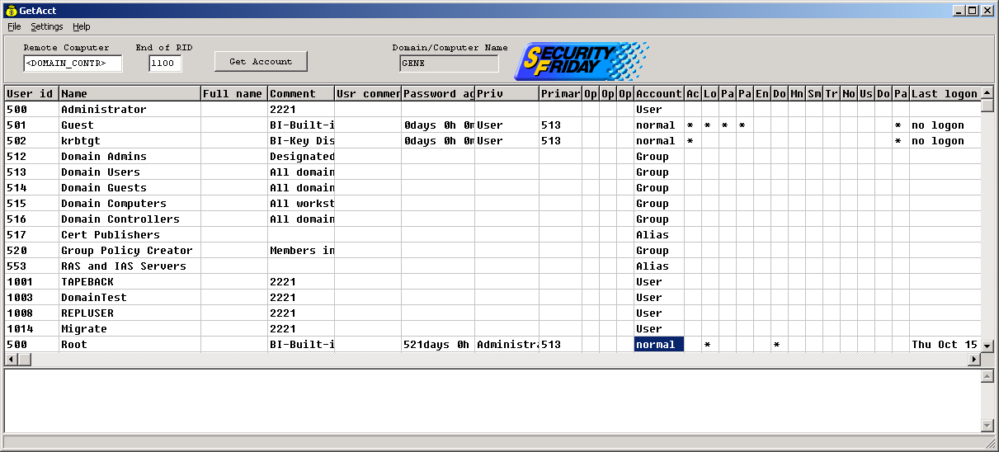 GetAcct
File Settings Help
Remote Computer End of RID Domain/Computer Name
<DOMAIN_CONTR> 1100 Get Account GENE SECURITY FRIDAY
User id Name Full name Comment Usr commen Password ag Priv Primar Op Op Op Account Ac Lo Pa Pa En Do Mn Sm Tr No Us Do Pa Last logon
500 Administrator 2221 User
501 Guest BI-Built-i 0days 0h 0m User 513 normal * * * * * no logon
502 krbtgt BI-Key Dis 0days 0h 0m User 513 normal * * no logon
512 Domain Admins Designated Group
513 Domain Users All domain Group
514 Domain Guests All domain Group
515 Domain Computers All workst Group
516 Domain Controllers All domain Group
517 Cert Publishers Alias
520 Group Policy Creator Members in Group
553 RAS and IAS Servers Alias
1001 TAPEBACK 2221 User
1003 DomainTest 2221 User
1008 REPLUSER 2221 User
1014 Migrate 2221 User
500 Root BI-Built-i 521days 0h Administra 513 normal * * Thu Oct 15